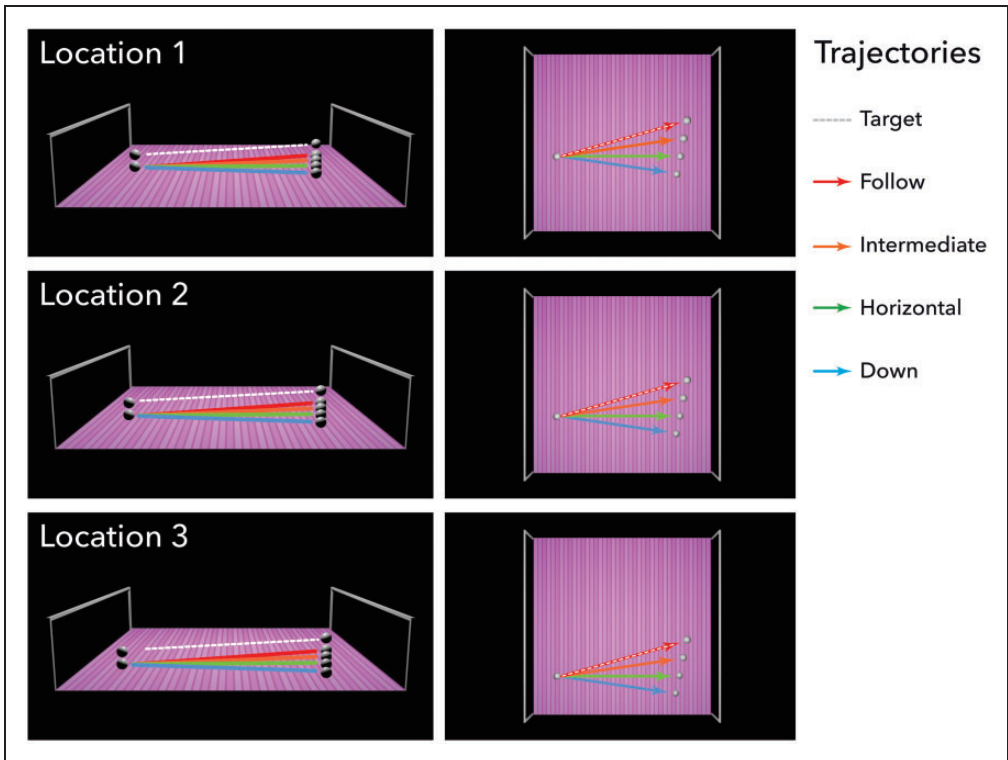 Location 1
Trajectories
Target
Follow
Intermediate
Horizontal
Down
Location 2
Location 3